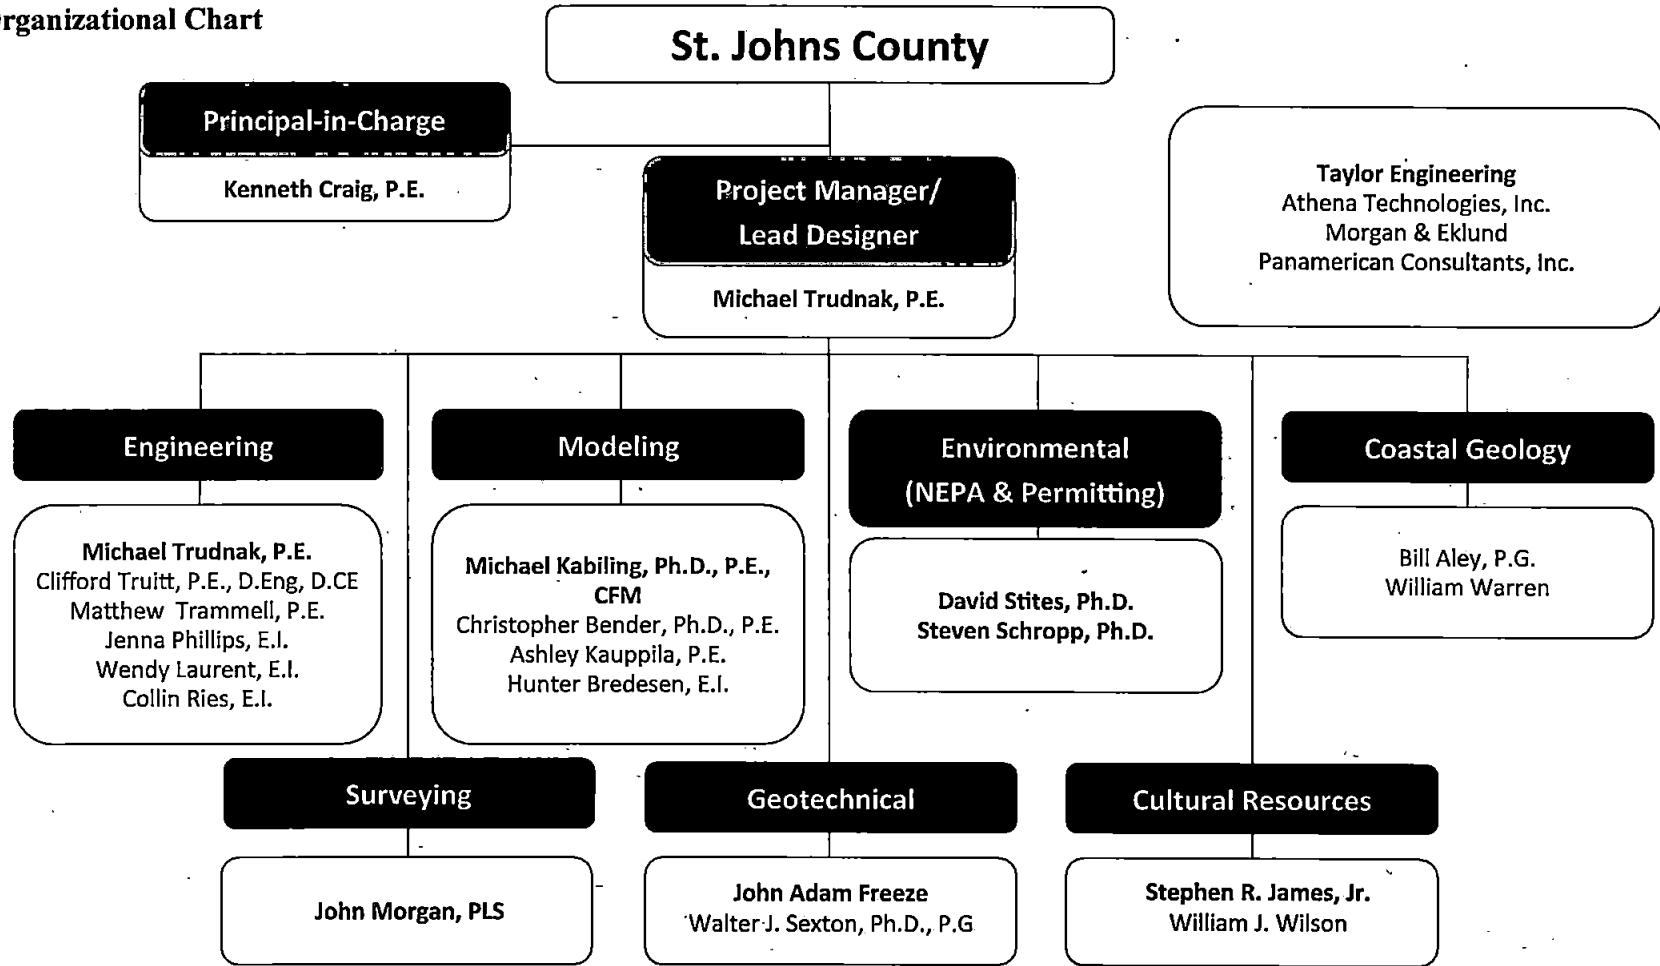 rganizational Chart
St. Johns County
Principal-in-Charge
Kenneth Craig, P.E.
Project Manager/
Lead Designer
Michael Trudnak, P.E.
Taylor Engineering
Athena Technologies, Inc.
Morgan & Eklund
Panamerican Consultants, Inc.
Engineering
Michael Trudnak, P.E.
Clifford Truitt, P.E., D.Eng, D.CE
Matthew Trammell, P.E.
Jenna Phillips, E.I.
Wendy Laurent, E.I.
Collin Ries, E.I.
Modeling
Michael Kabiling, Ph.D., P.E.,
CFM
Christopher Bender, Ph.D., P.E.
Ashley Kauppila, P.E.
Hunter Bredesen, E.I.
Environmental
(NEPA & Permitting)
David Stites, Ph.D.
Steven Schropp, Ph.D.
Coastal Geology
Bill Aley, P.G.
William Warren
Surveying
John Morgan, PLS
Geotechnical
John Adam Freeze
Walter J. Sexton, Ph.D., P.G
Cultural Resources
Stephen R. James, Jr.
William J. Wilson